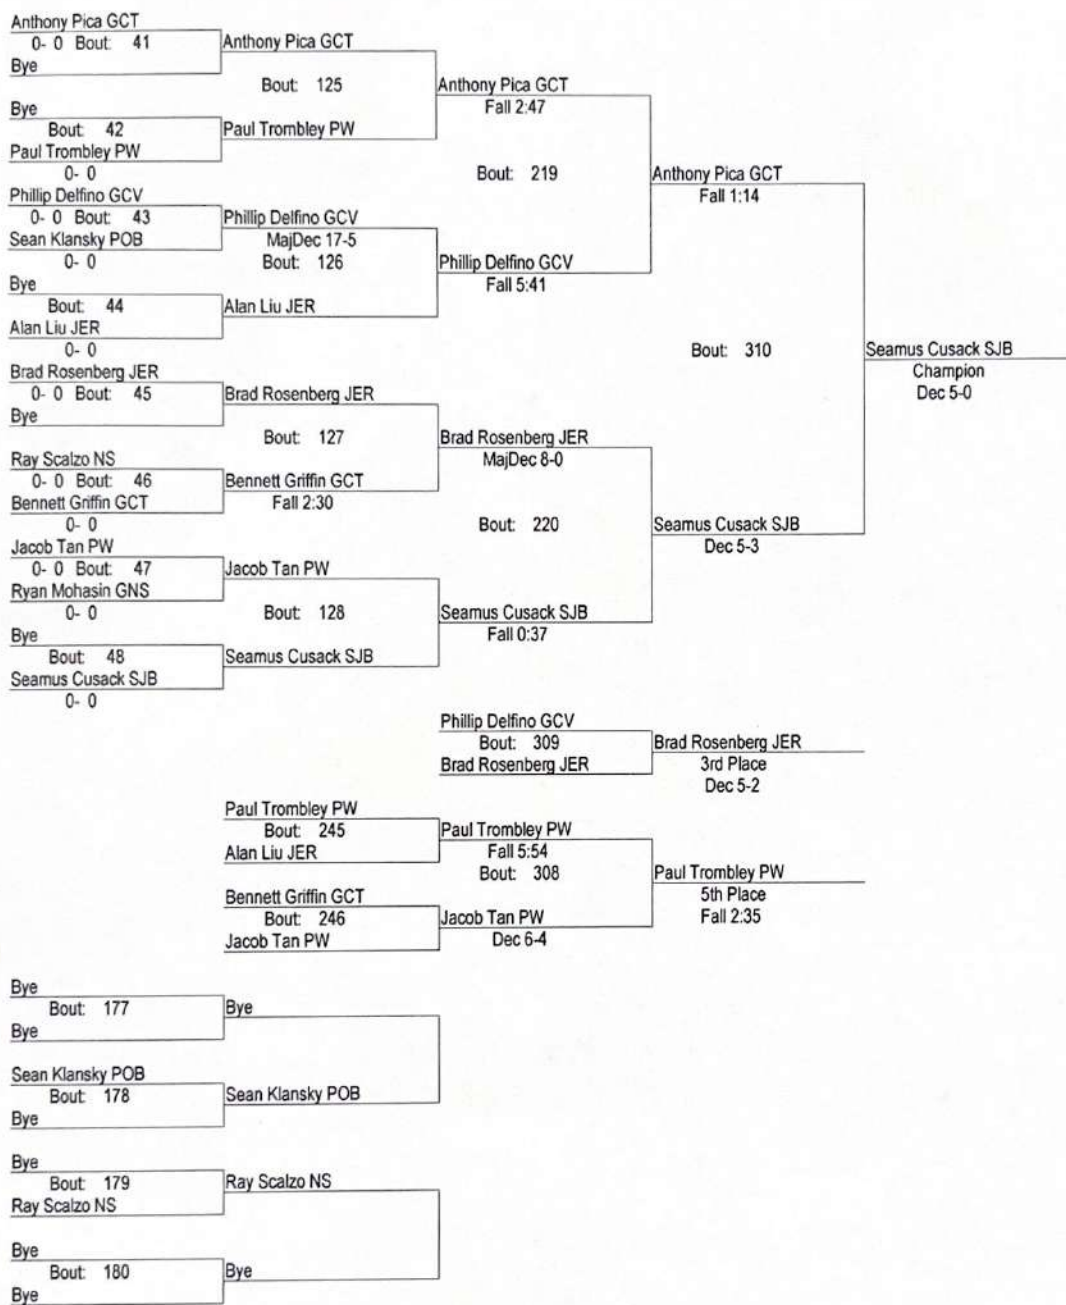 Anthony Pica GCT
0- 0 Bout: 41
Bye
Anthony Pica GCT
Bout: 125
Bye
Bout: 42
Paul Trombley PW
0- 0
Paul Trombley PW
Anthony Pica GCT
Fall 2:47
Bout: 219
Phillip Delfino GCV
0- 0 Bout: 43
Sean Klansky POB
0- 0
Phillip Delfino GCV
MajDec 17-5
Bout: 126
Bye
Bout: 44
Alan Liu JER
0- 0
Alan Liu JER
Phillip Delfino GCV
Fall 5:41
Anthony Pica GCT
Fall 1:14
Bout: 310
Brad Rosenberg JER
0- 0 Bout: 45
Bye
Brad Rosenberg JER
Bout: 127
Ray Scalzo NS
0- 0 Bout: 46
Bennett Griffin GCT
0- 0
Bennett Griffin GCT
Fall 2:30
Brad Rosenberg JER
MajDec 8-0
Bout: 220
Jacob Tan PW
0- 0 Bout: 47
Ryan Mohasin GNS
0- 0
Jacob Tan PW
Bout: 128
Bye
Bout: 48
Seamus Cusack SJB
0- 0
Seamus Cusack SJB
Seamus Cusack SJB
Fall 0:37
Seamus Cusack SJB
Dec 5-3
Seamus Cusack SJB
Champion
Dec 5-0
Phillip Delfino GCV
Bout: 309
Brad Rosenberg JER
Brad Rosenberg JER
3rd Place
Dec 5-2
Paul Trombley PW
Bout: 245
Alan Liu JER
Paul Trombley PW
Fall 5:54
Bout: 308
Bennett Griffin GCT
Bout: 246
Jacob Tan PW
Jacob Tan PW
Dec 6-4
Paul Trombley PW
5th Place
Fall 2:35
Bye
Bout: 177
Bye
Bye
Sean Klansky POB
Bout: 178
Bye
Sean Klansky POB
Bye
Bout: 179
Ray Scalzo NS
Ray Scalzo NS
Bye
Bout: 180
Bye
Bye